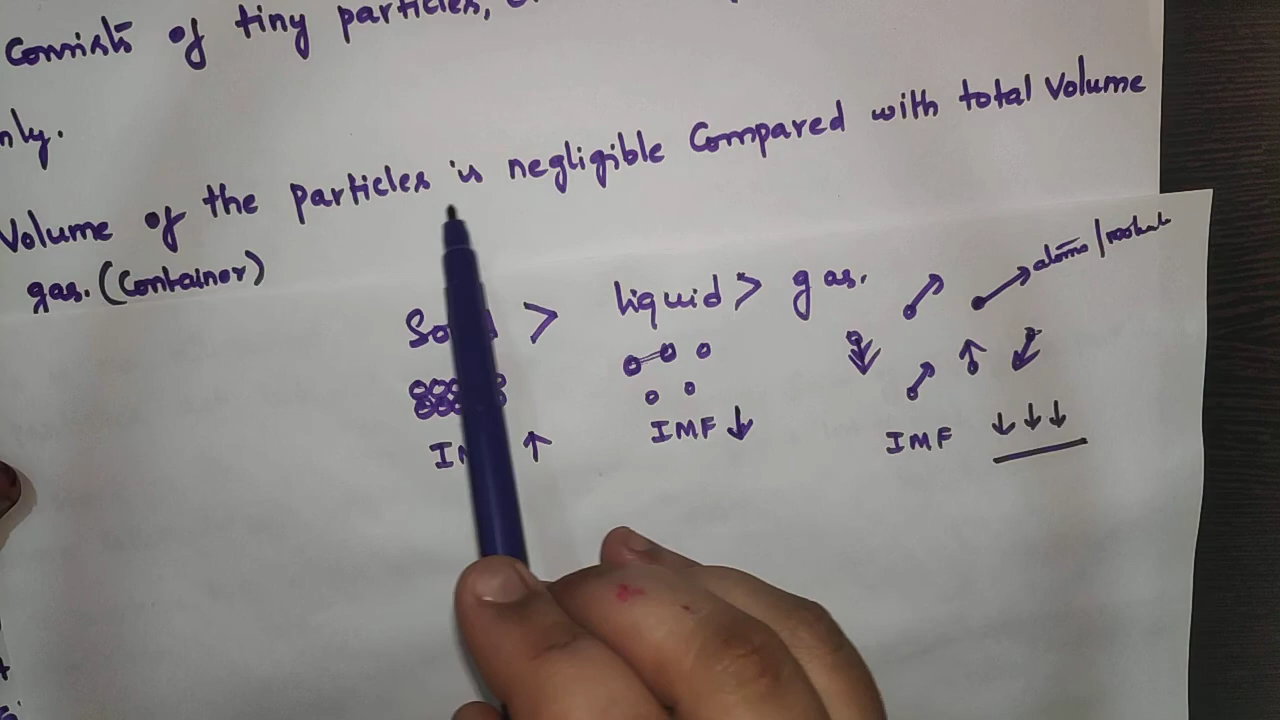 Consists of tiny particles,
nly.
Volume of the particles is negligible Compared with total Volume
gas. (Container)
> liquid > gas.
atoms/
IMF ↓ IMF ↓↓↓
↑